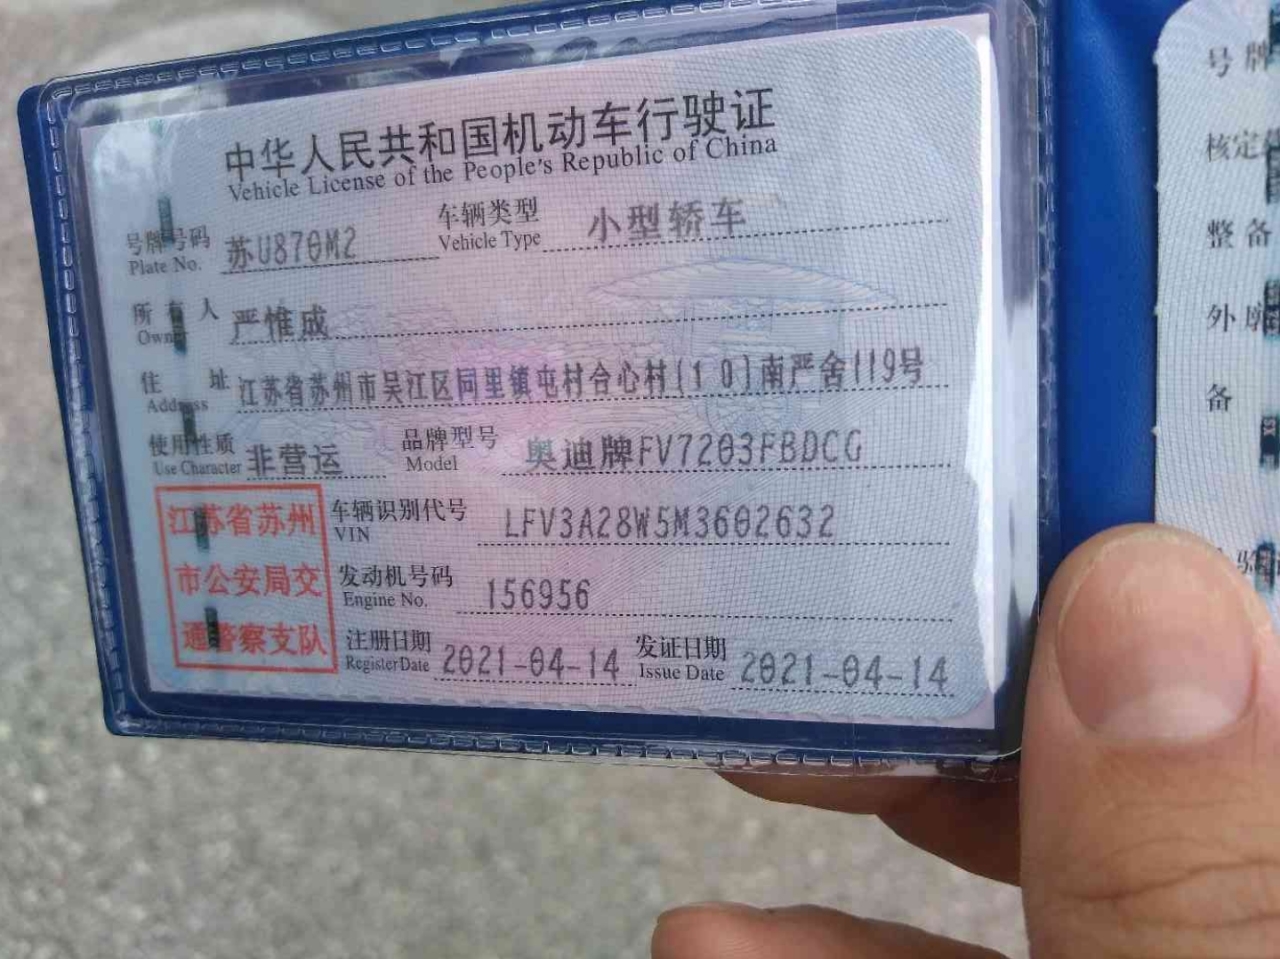 中华人民共和国机动车行驶证
Vehicle License of the People's Republic of China
号牌号码 苏U870M2 车辆类型 小型轿车
Plate No. Vehicle Type
所有人 严惟成
Owner
住址 江苏省苏州市吴江区同里镇屯村合心村(10)南严舍119号
Address
使用性质 非营运 品牌型号 奥迪牌FV7203FBDCG
Use Character Model
江苏省苏州
市公安局交
通警察支队
车辆识别代号 LFV3A28W5M3602632
VIN
发动机号码 156956
Engine No.
注册日期 2021-04-14 发证日期 2021-04-14
Register Date Issue Date
号牌
核定
整备
外廓
备